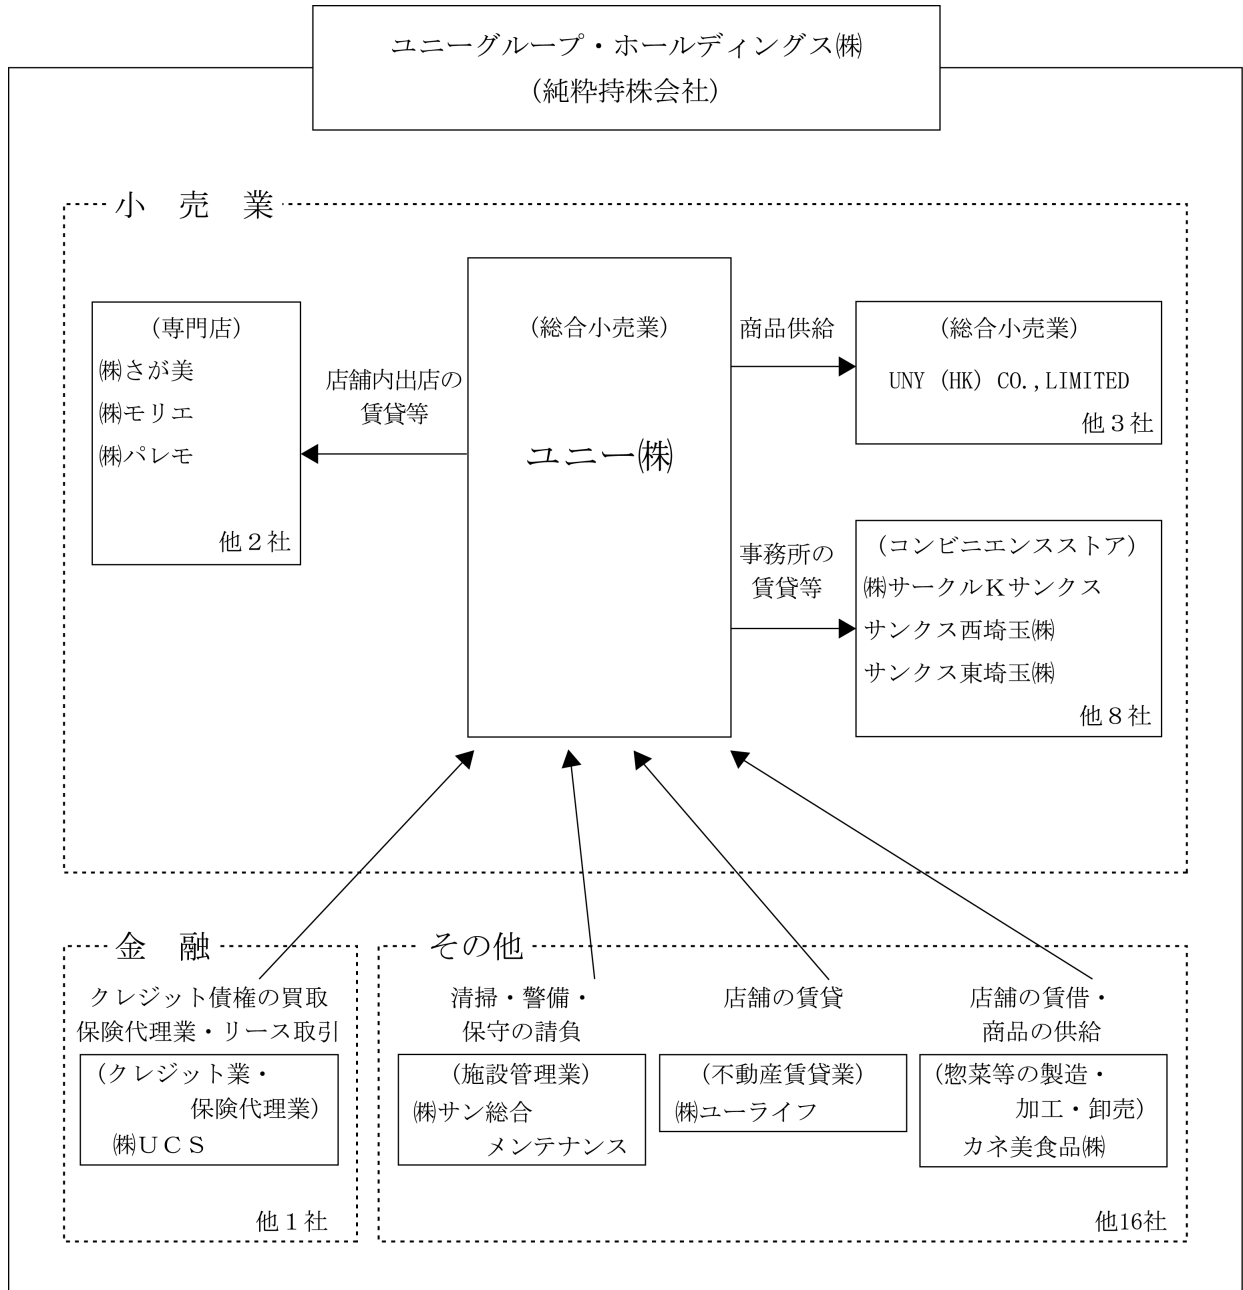 ユニーグループ・ホールディングス㈱
(純粋持株会社)
小　売　業
(専門店)
㈱さが美
㈱モリエ
㈱パレモ
他２社
店舗内出店の
賃貸等
(総合小売業)
ユニー㈱
商品供給
(総合小売業)
UNY (HK) CO.,LIMITED
他３社
事務所の
賃貸等
(コンビニエンスストア)
㈱サークルＫサンクス
サンクス西埼玉㈱
サンクス東埼玉㈱
他８社
金　融
クレジット債権の買取
保険代理業・リース取引
(クレジット業・
保険代理業)
㈱ＵＣＳ
他１社
その他
清掃・警備・
保守の請負
(施設管理業)
㈱サン総合
メンテナンス
店舗の賃貸
(不動産賃貸業)
㈱ユーライフ
店舗の賃借・
商品の供給
(惣菜等の製造・
加工・卸売)
カネ美食品㈱
他16社